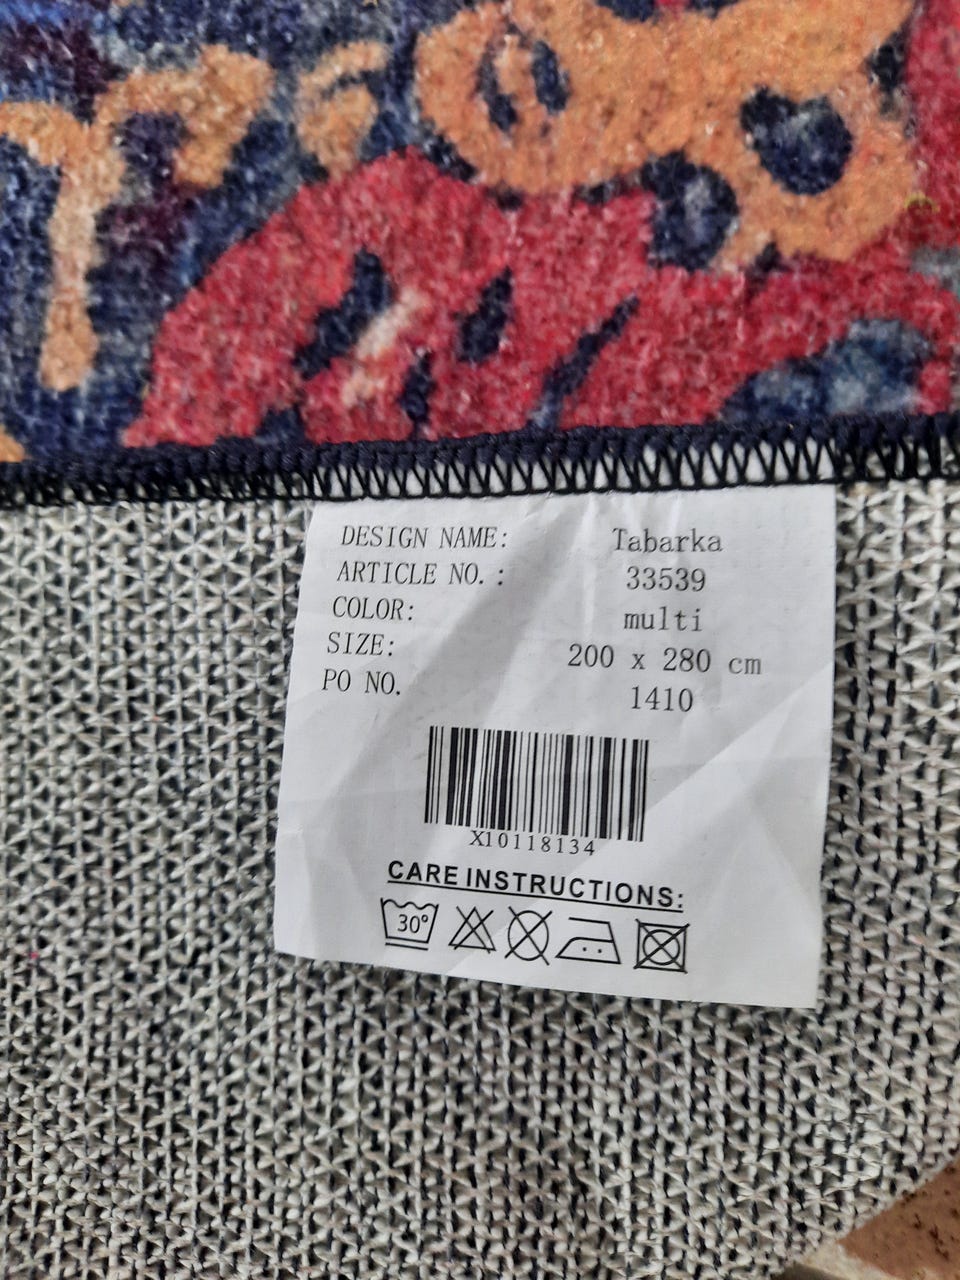 DESIGN NAME: Tabarka
ARTICLE NO. : 33539
COLOR: multi
SIZE: 200 x 280 cm
PO NO. 1410
X10118134
CARE INSTRUCTIONS:
30°